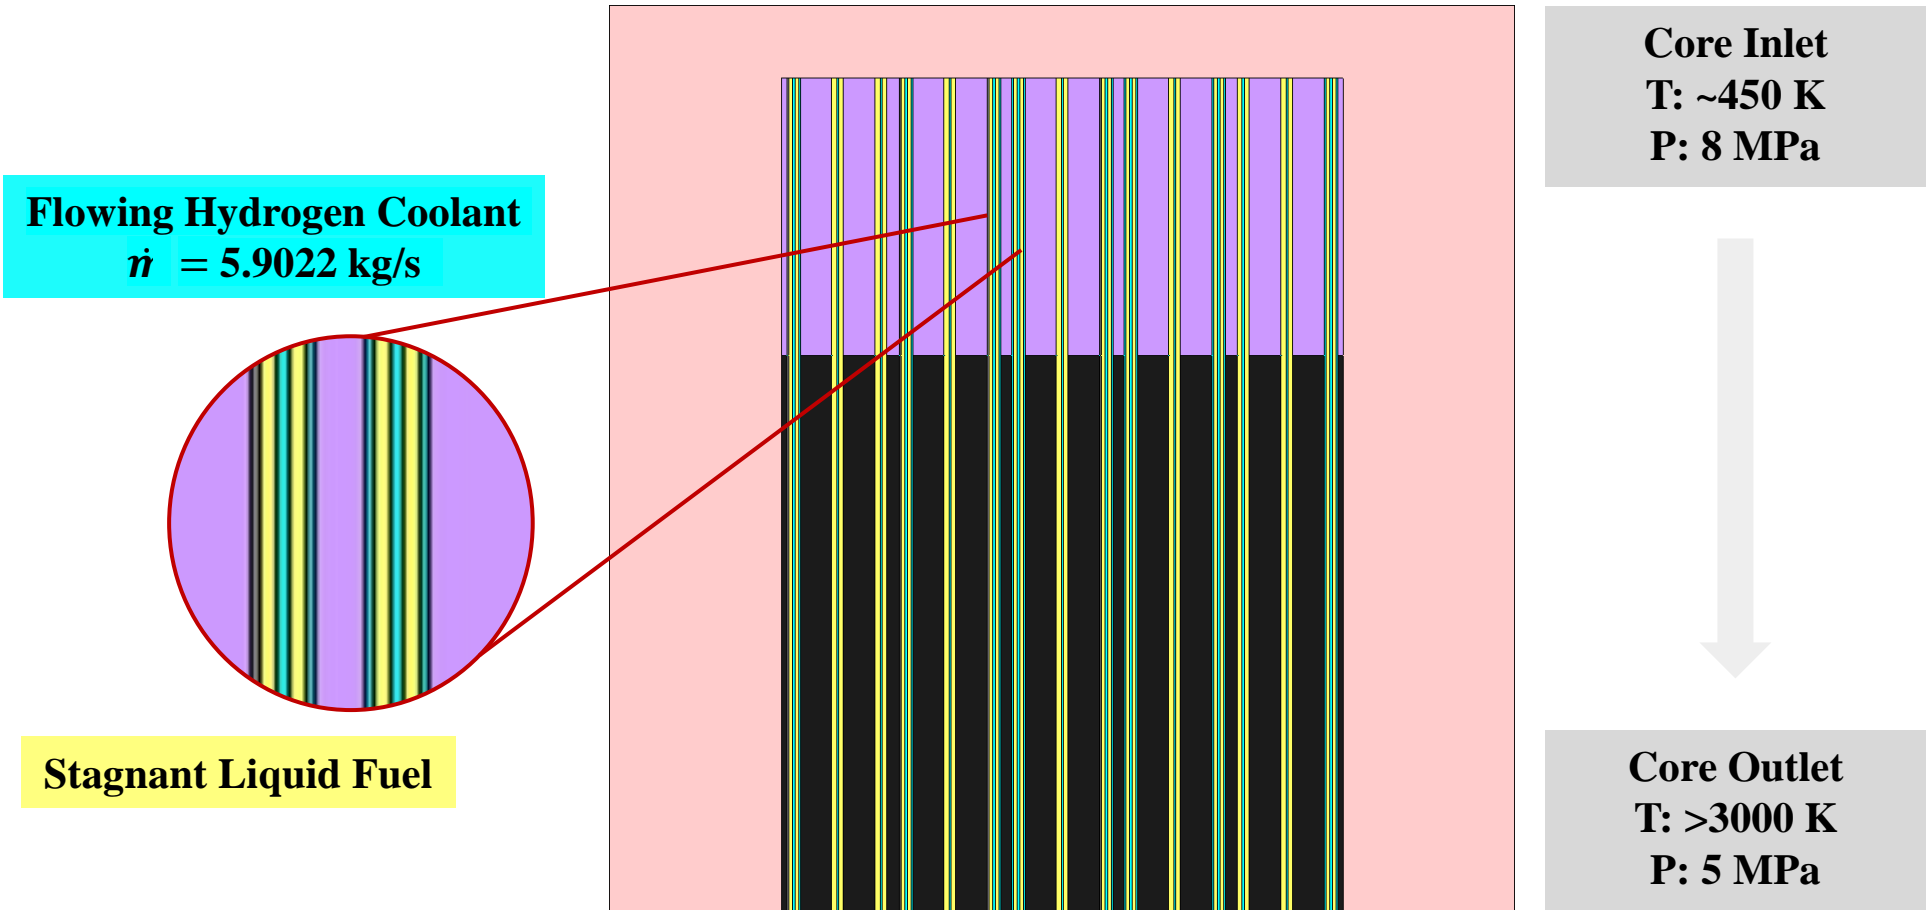 Core Inlet
T: ~450 K
P: 8 MPa
Flowing Hydrogen Coolant
ṁ = 5.9022 kg/s
Stagnant Liquid Fuel
Core Outlet
T: >3000 K
P: 5 MPa